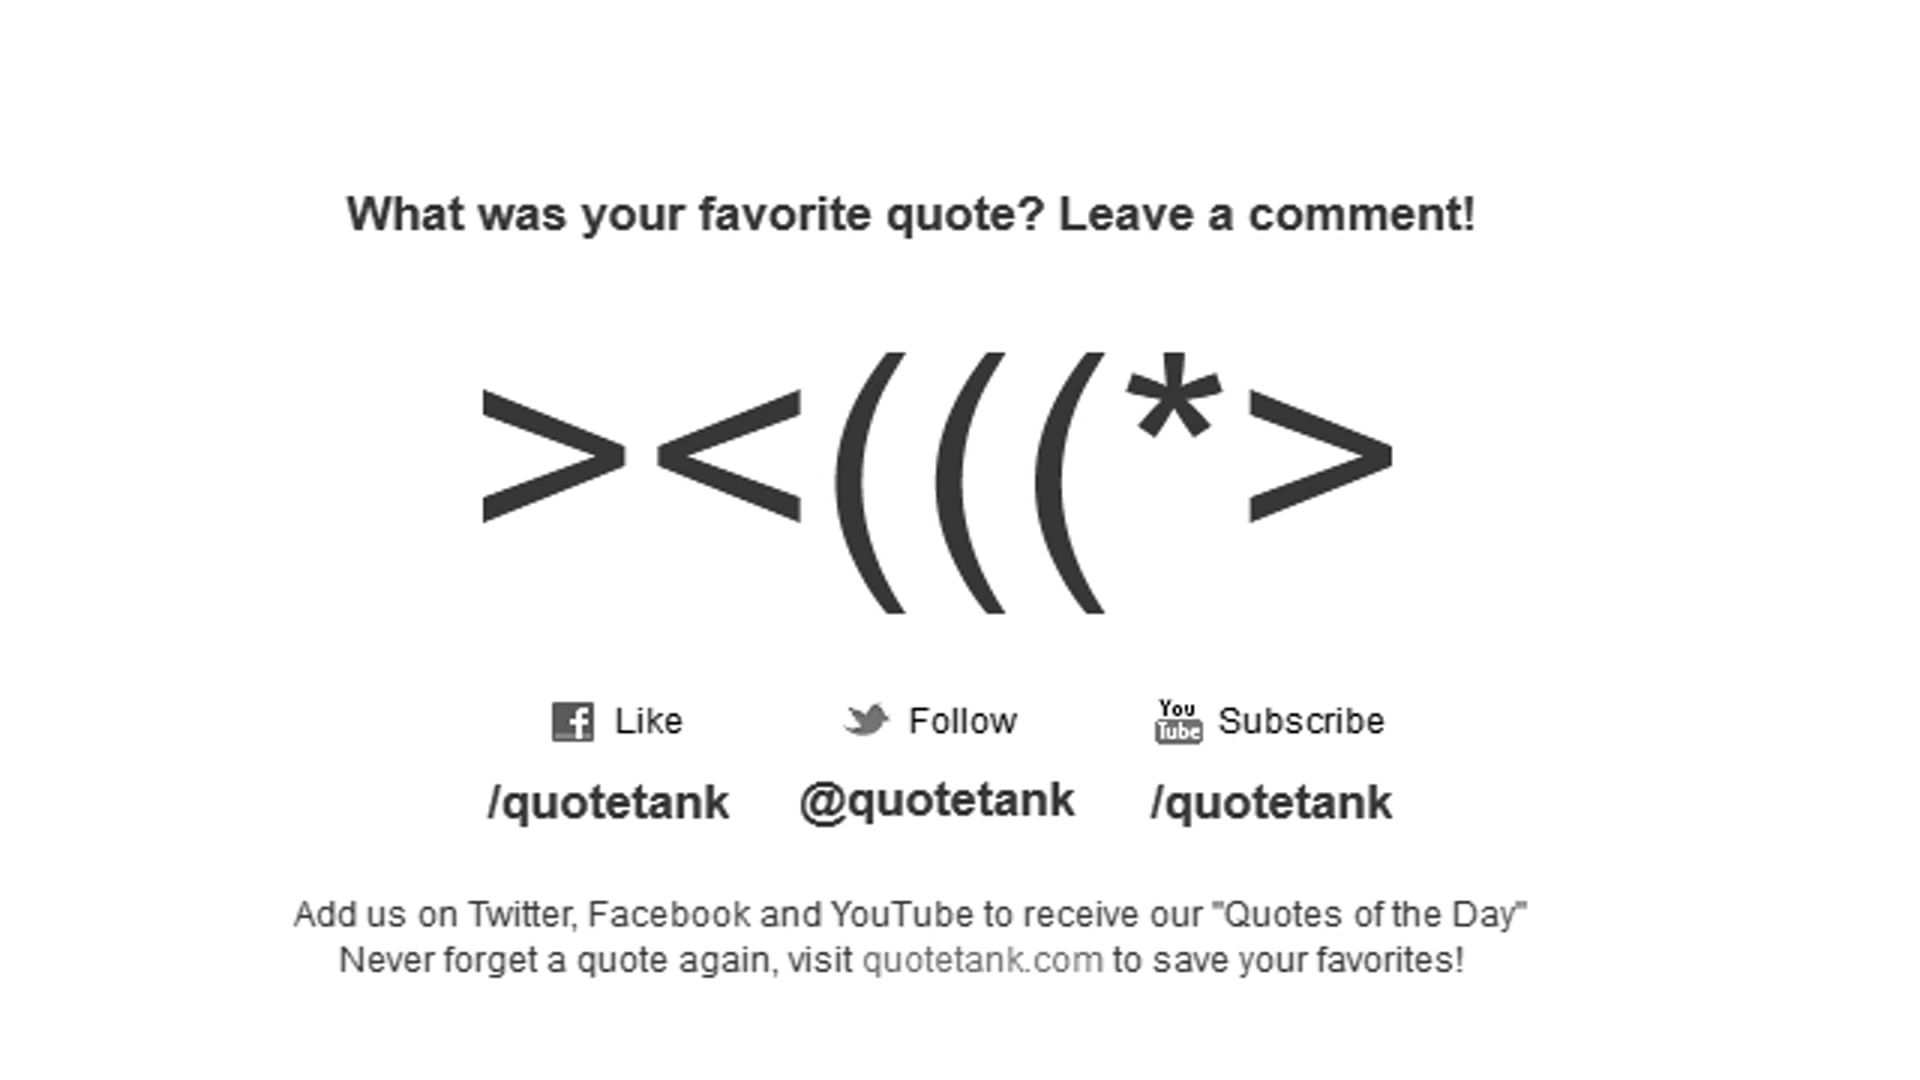 What was your favorite quote? Leave a comment!
><(((*>
f Like Follow You Tube Subscribe
/quotetank @quotetank /quotetank
Add us on Twitter, Facebook and YouTube to receive our "Quotes of the Day"
Never forget a quote again, visit quotetank.com to save your favorites!